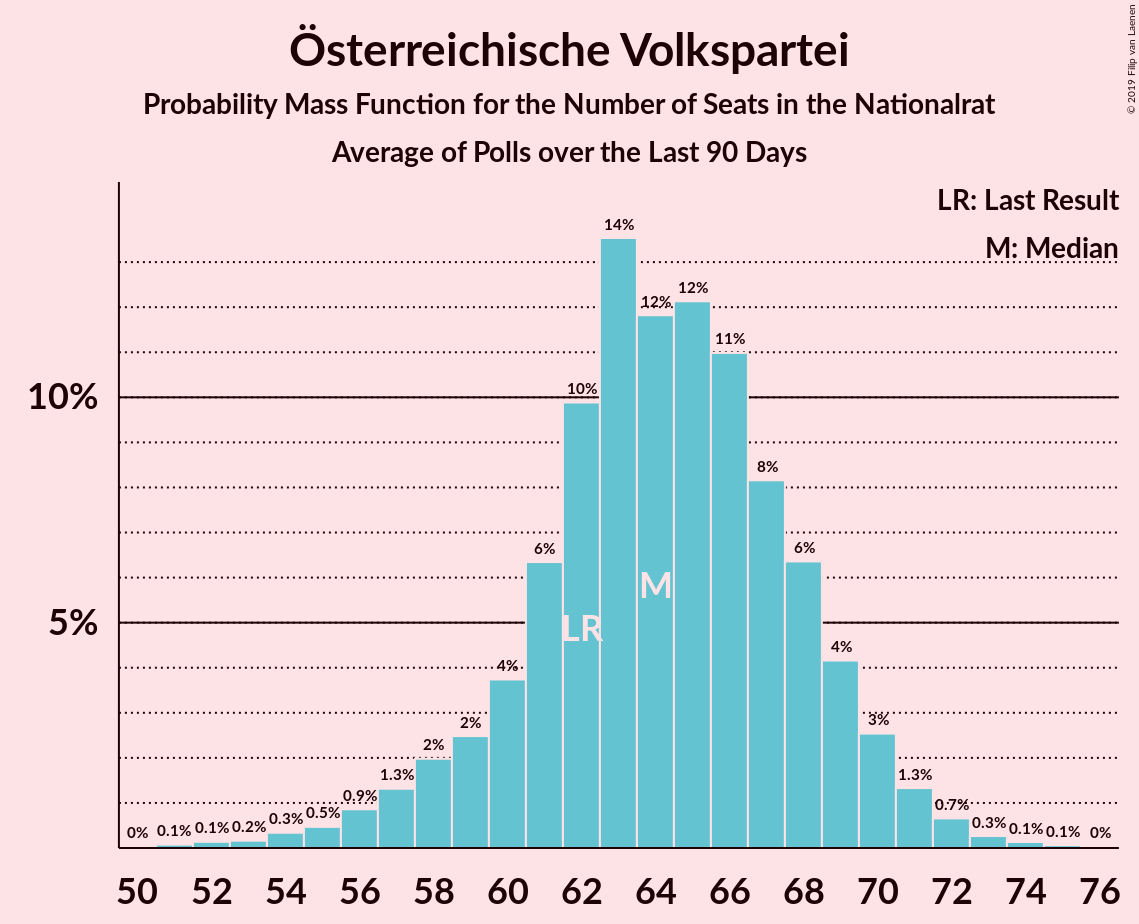 Österreichische Volkspartei
Probability Mass Function for the Number of Seats in the Nationalrat
Average of Polls over the Last 90 Days
© 2019 Filip van Laenen
LR: Last Result
M: Median
10%
5%
0% 0.1% 0.1% 0.2% 0.3% 0.5% 0.9% 1.3% 2% 2% 4% 6% 10% 14% 12% 12% 11% 8% 6% 4% 3% 1.3% 0.7% 0.3% 0.1% 0.1% 0%
LR
M
50 52 54 56 58 60 62 64 66 68 70 72 74 76